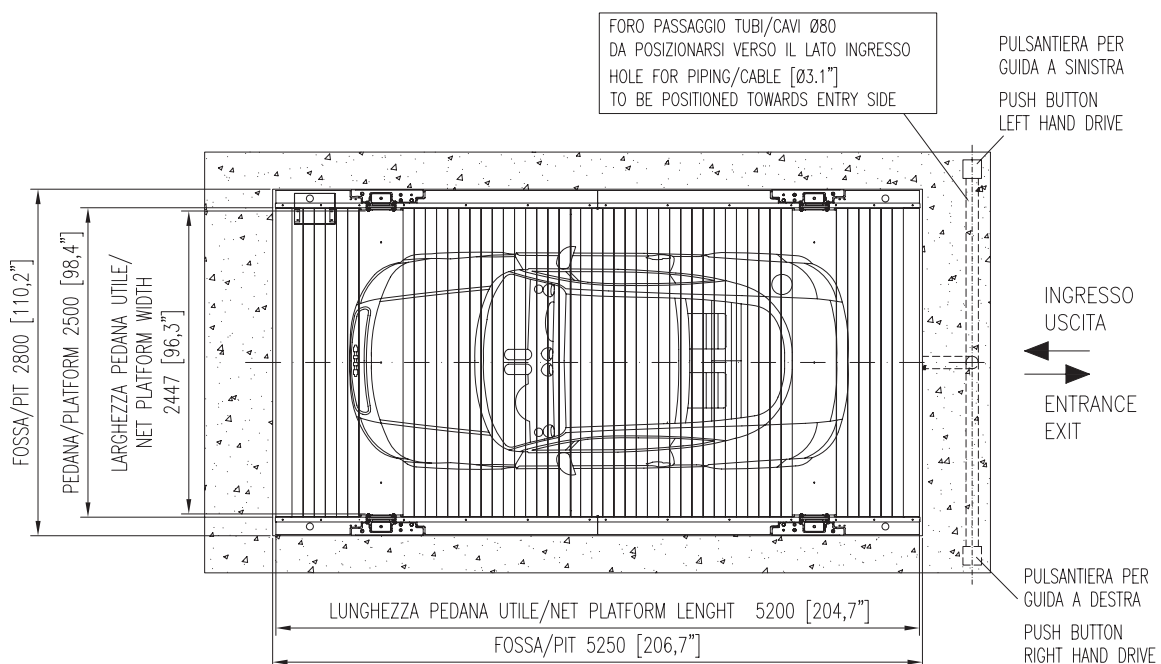 FORO PASSAGGIO TUBI/CAVI Ø80
DA POSIZIONARSI VERSO IL LATO INGRESSO
HOLE FOR PIPING/CABLE [Ø3.1”]
TO BE POSITIONED TOWARDS ENTRY SIDE
PULSANTIERA PER
GUIDA A SINISTRA
PUSH BUTTON
LEFT HAND DRIVE
FOSSA/PIT 2800 [110,2”]
PEDANA/PLATFORM 2500 [98,4”]
LARGHEZZA PEDANA UTILE/
NET PLATFORM WIDTH
2447 [96,3”]
INGRESSO
USCITA
ENTRANCE
EXIT
LUNGHEZZA PEDANA UTILE/NET PLATFORM LENGHT 5200 [204,7”]
FOSSA/PIT 5250 [206,7”]
PULSANTIERA PER
GUIDA A DESTRA
PUSH BUTTON
RIGHT HAND DRIVE